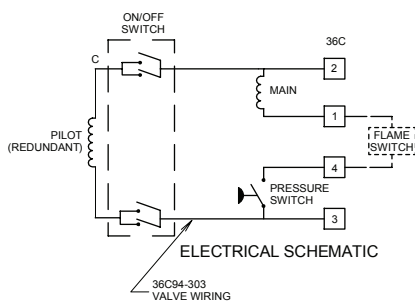 ON/OFF
SWITCH
C
36C
2
MAIN
1
PILOT
(REDUNDANT)
FLAME
SWITCH
4
PRESSURE
SWITCH
3
ELECTRICAL SCHEMATIC
36C94-303
VALVE WIRING